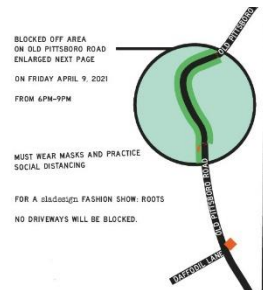 BLOCKED OFF AREA
ON OLD PITTSBORO ROAD
ENLARGED NEXT PAGE
ON FRIDAY APRIL 9, 2021
FROM 6PM-9PM
MUST WEAR MASKS AND PRACTICE
SOCIAL DISTANCING
FOR A sladesign FASHION SHOW: ROOTS
NO DRIVEWAYS WILL BE BLOCKED.
OLD PITTSBORO
OLD PITTSBORO ROAD
DAFFODIL LANE